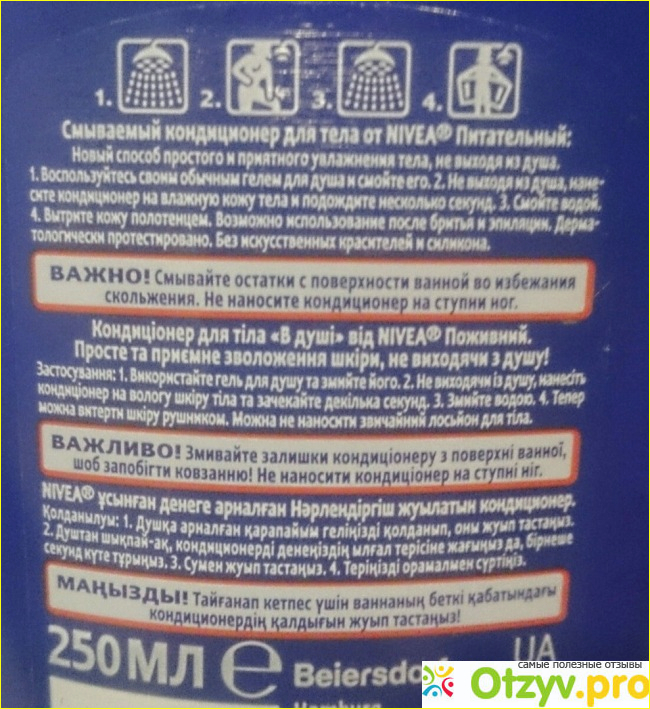 1. 2. 3. 4.
Смываемый кондиционер для тела от NIVEA® Питательный:
Новый способ простого и приятного увлажнения тела, не выходя из душа.
1. Воспользуйтесь своим обычным гелем для душа и смойте его. 2. Не выходя из душа, нане-
сите кондиционер на влажную кожу тела и подождите несколько секунд. 3. Смойте водой.
4. Вытрите кожу полотенцем. Возможно использование после бритья и эпиляции. Дерма-
тологически протестировано. Без искусственных красителей и силикона.
ВАЖНО! Смывайте остатки с поверхности ванной во избежания
скольжения. Не наносите кондиционер на ступни ног.
Кондиціонер для тіла «В душі» від NIVEA® Поживний.
Просте та приємне зволоження шкіри, не виходячи з душу!
Застосування: 1. Використайте гель для душу та змийте його. 2. Не виходячи із душу, нанесіть
кондиціонер на вологу шкіру тіла та зачекайте декілька секунд. 3. Змийте водою. 4. Тепер
можна витерти шкіру рушником. Можна не наносити звичайний лосьйон для тіла.
ВАЖЛИВО! Змивайте залишки кондиціонеру з поверхні ванної,
щоб запобігти ковзанню! Не наносити кондиціонер на ступні ніг.
NIVEA® ұсынған денеге арналған Нәрлендіргіш жуылатын кондиционер.
Қолданылуы: 1. Душқа арналған қарапайым геліңізді қолданып, оны жуып тастаңыз.
2. Душтан шықпай-ақ, кондиционерді денеңіздің ылғал терісіне жағыңыз да, бірнеше
секунд күте тұрыңыз. 3. Сумен жуып тастаңыз. 4. Теріңізді орамалмен сүртіңіз.
МАҢЫЗДЫ! Тайғанап кетпес үшін ваннаның беткі қабатындағы
кондиционердің қалдығын жуып тастаңыз!
250 МЛ e Beiersdo UA
Hamburg
самые полезные отзывы
Otzyv.pro